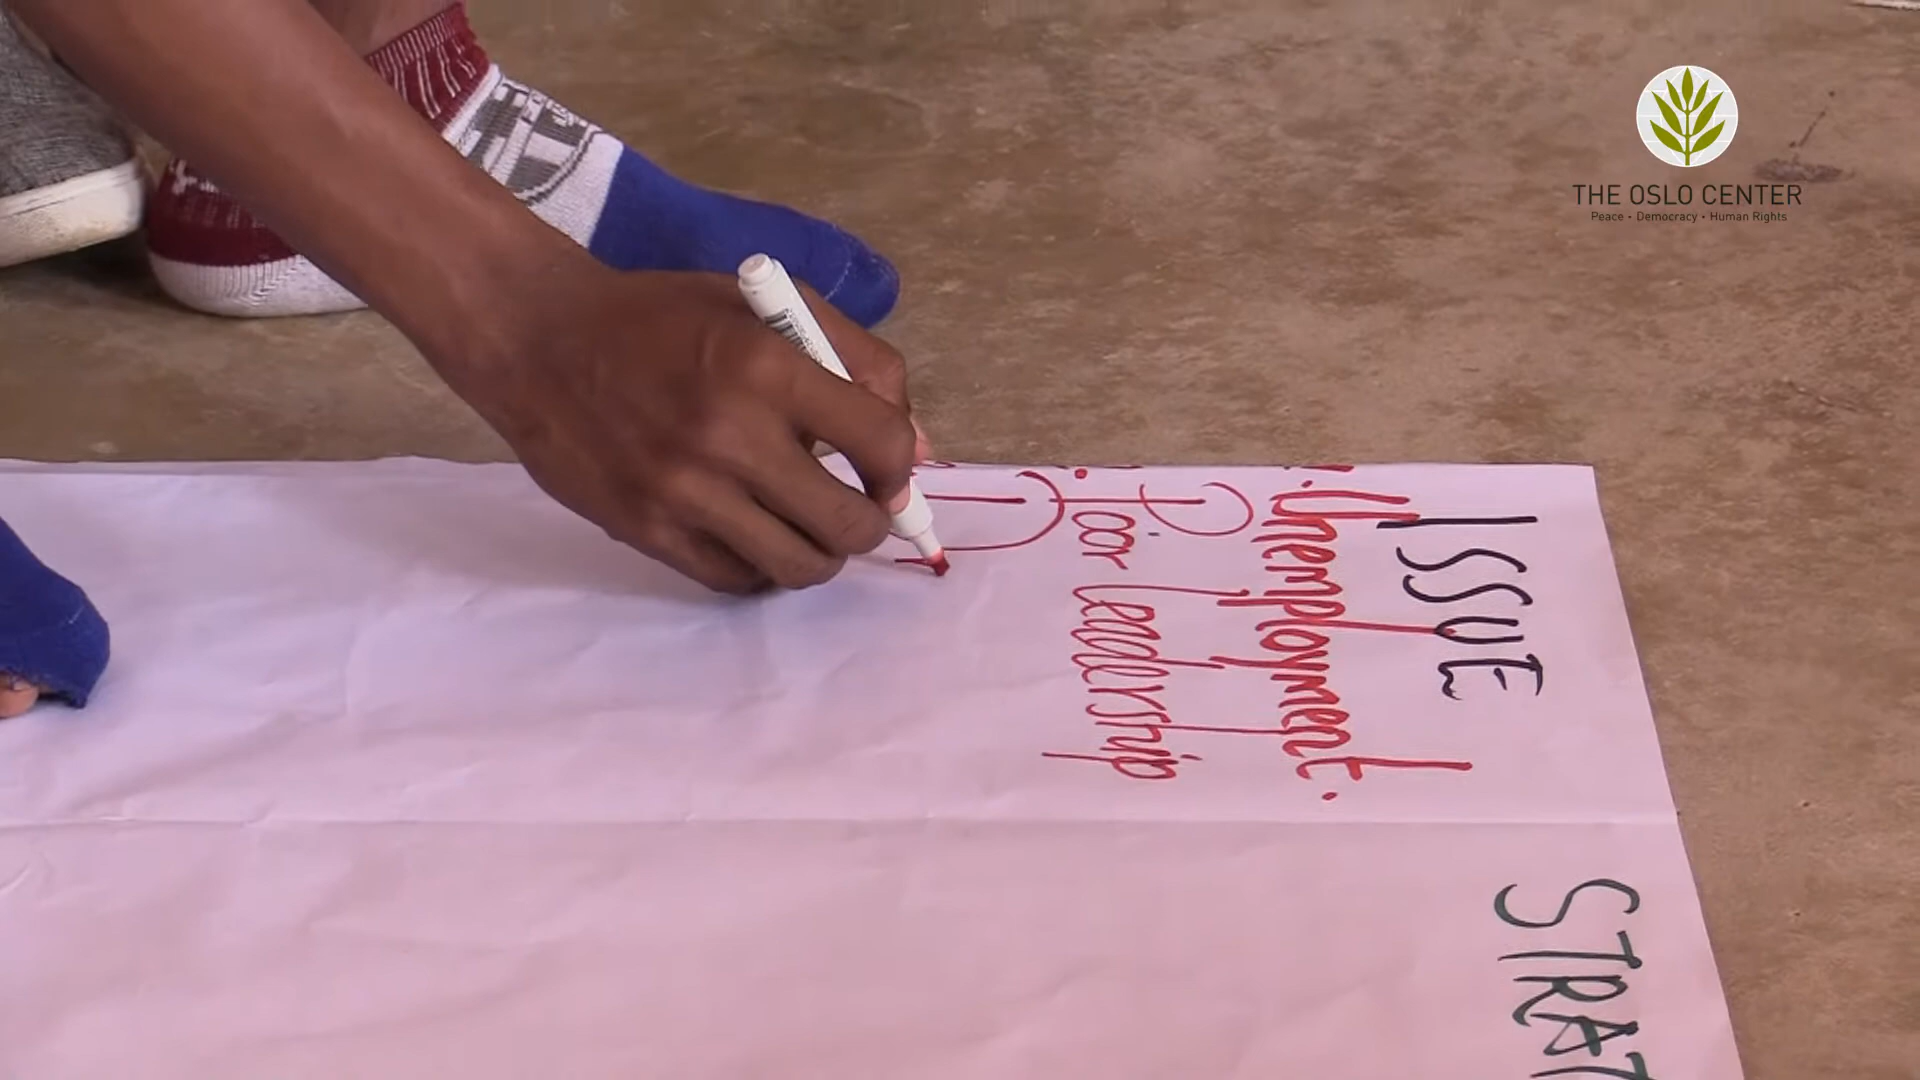 THE OSLO CENTER
Peace • Democracy • Human Rights
ISSUE
Unemployment.
Poor leadership
STRAT